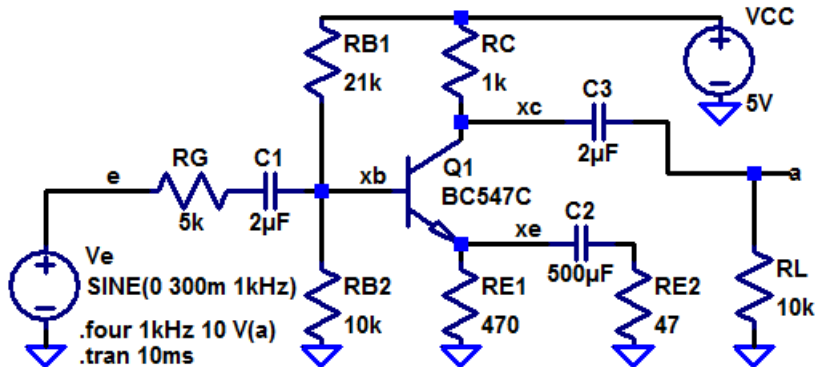 VCC
RB1
RC
21k
1k
C3
5V
xc
2µF
RG
C1
Q1
a
e
xb
BC547C
5k
2µF
C2
xe
Ve
500µF
RL
SINE(0 300m 1kHz)
RB2
RE1
RE2
10k
.four 1kHz 10 V(a)
10k
470
47
.tran 10ms